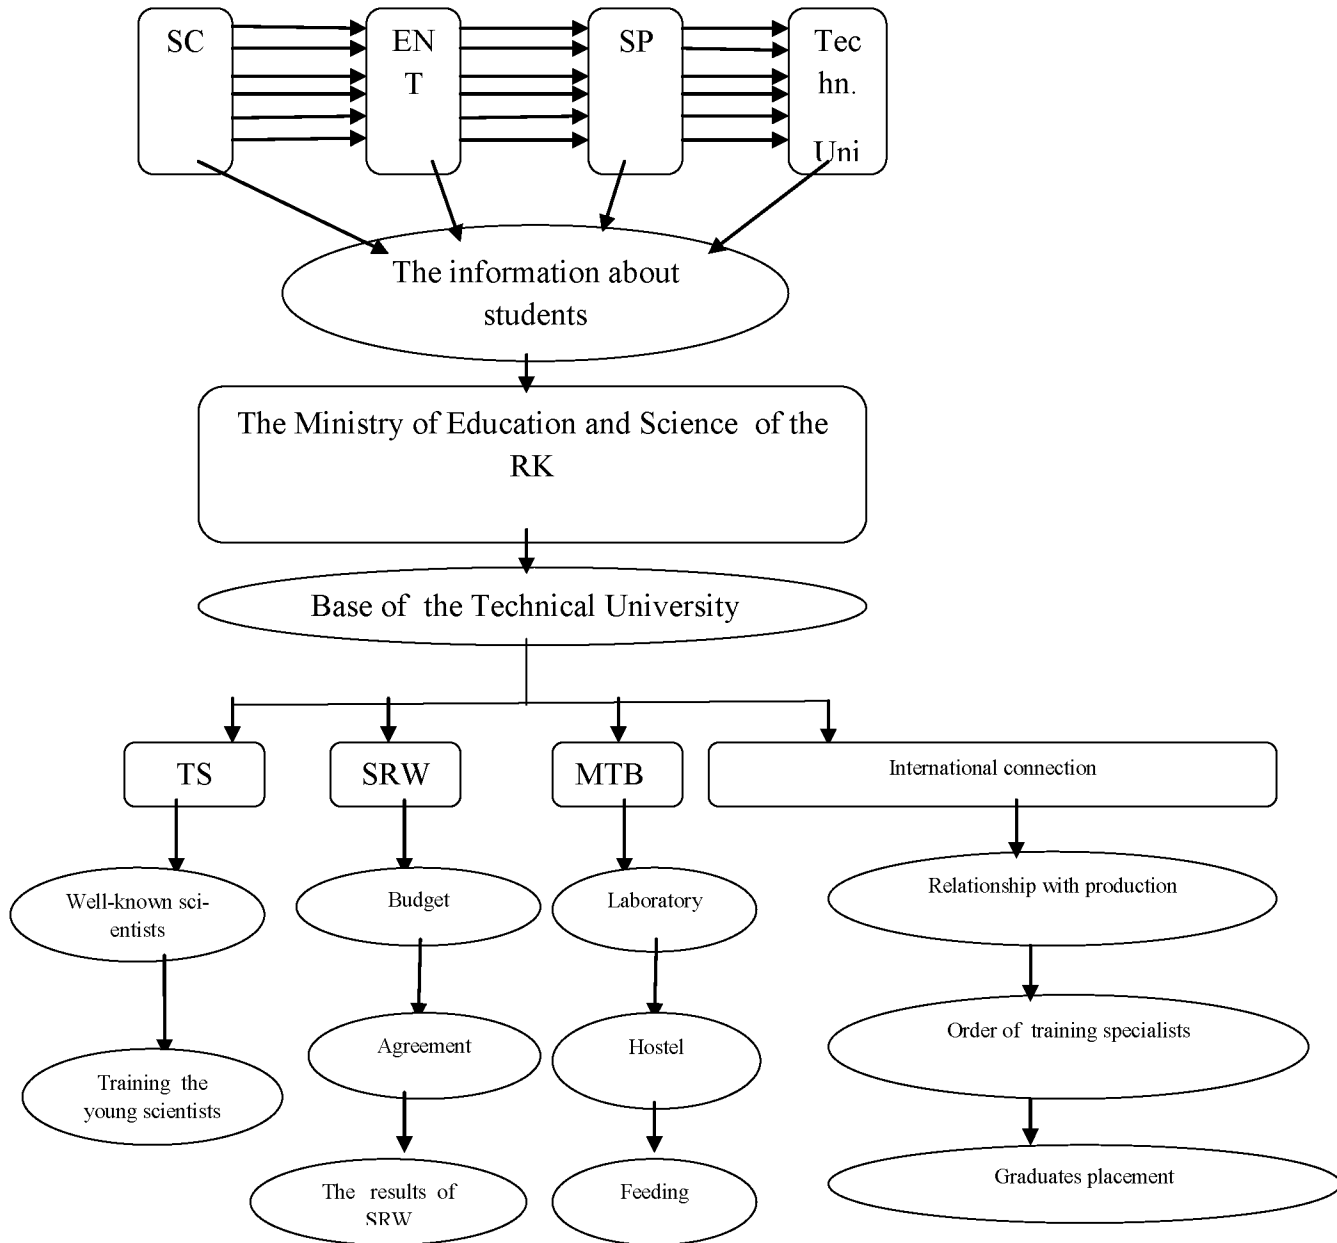 SC
EN
T
SP
Tec
hn.
Uni
The information about
students
The Ministry of Education and Science of the
RK
Base of the Technical University
TS
SRW
MTB
International connection
Well-known sci-
entists
Budget
Laboratory
Relationship with production
Agreement
Hostel
Order of training specialists
Training the
young scientists
The results of
SRW
Feeding
Graduates placement